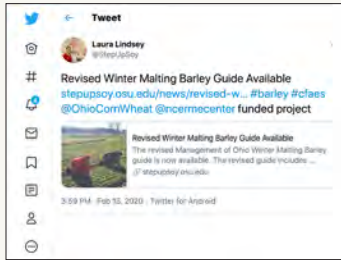 Tweet
Laura Lindsey
@StepUpSoy
Revised Winter Malting Barley Guide Available
stepupsoy.osu.edu/news/revised-w... #barley #cfaes
@OhioCornWheat @ncermecenter funded project
Revised Winter Malting Barley Guide Available
The revised Management of Ohio Winter Malting Barley
guide is now available. The revised guide includes ...
stepupsoy.osu.edu
3:59 PM · Feb 15, 2020 · Twitter for Android